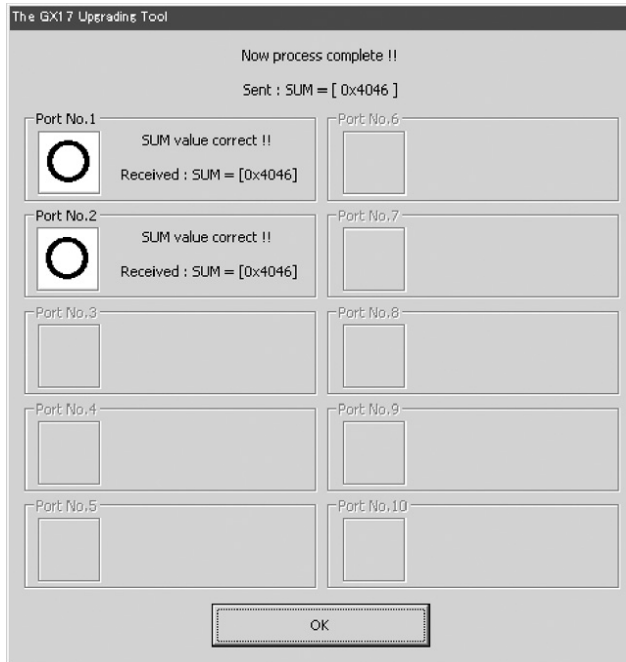 The GX17 Upgrading Tool
Now process complete !!
Sent : SUM = [ 0x4046 ]
Port No.1
SUM value correct !!
Received : SUM = [0x4046]
Port No.2
SUM value correct !!
Received : SUM = [0x4046]
Port No.3
Port No.4
Port No.5
Port No.6
Port No.7
Port No.8
Port No.9
Port No.10
OK